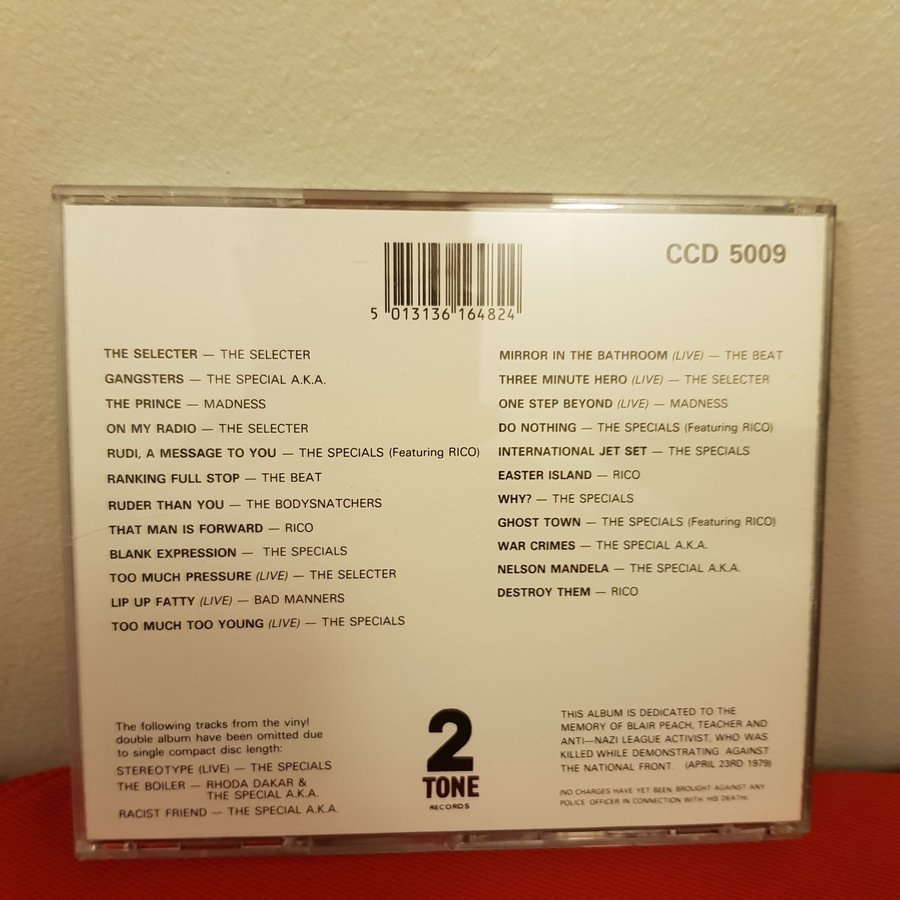 CCD 5009
5 013136 164824
THE SELECTER — THE SELECTER
GANGSTERS — THE SPECIAL A.K.A.
THE PRINCE — MADNESS
ON MY RADIO — THE SELECTER
RUDI, A MESSAGE TO YOU — THE SPECIALS (Featuring RICO)
RANKING FULL STOP — THE BEAT
RUDER THAN YOU — THE BODYSNATCHERS
THAT MAN IS FORWARD — RICO
BLANK EXPRESSION — THE SPECIALS
TOO MUCH PRESSURE (LIVE) — THE SELECTER
LIP UP FATTY (LIVE) — BAD MANNERS
TOO MUCH TOO YOUNG (LIVE) — THE SPECIALS
MIRROR IN THE BATHROOM (LIVE) — THE BEAT
THREE MINUTE HERO (LIVE) — THE SELECTER
ONE STEP BEYOND (LIVE) — MADNESS
DO NOTHING — THE SPECIALS (Featuring RICO)
INTERNATIONAL JET SET — THE SPECIALS
EASTER ISLAND — RICO
WHY? — THE SPECIALS
GHOST TOWN — THE SPECIALS (Featuring RICO)
WAR CRIMES — THE SPECIAL A.K.A.
NELSON MANDELA — THE SPECIAL A.K.A.
DESTROY THEM — RICO
The following tracks from the vinyl
double album have been omitted due
to single compact disc length:
STEREOTYPE (LIVE) — THE SPECIALS
THE BOILER — RHODA DAKAR &
THE SPECIAL A.K.A.
RACIST FRIEND — THE SPECIAL A.K.A.
2
TONE
RECORDS
THIS ALBUM IS DEDICATED TO THE
MEMORY OF BLAIR PEACH, TEACHER AND
ANTI—NAZI LEAGUE ACTIVIST, WHO WAS
KILLED WHILE DEMONSTRATING AGAINST
THE NATIONAL FRONT. (APRIL 23RD 1979)
(NO CHARGES HAVE YET BEEN BROUGHT AGAINST ANY
POLICE OFFICER IN CONNECTION WITH HIS DEATH)